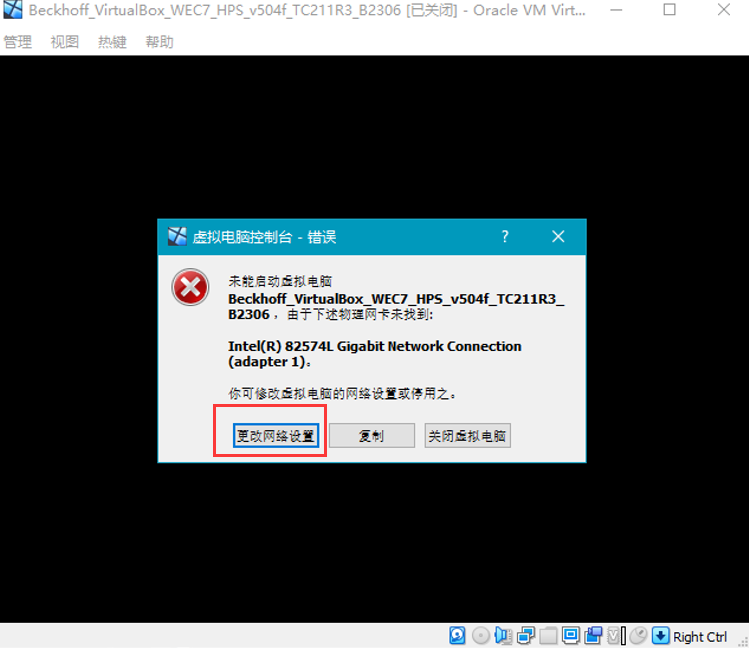 Beckhoff_VirtualBox_WEC7_HPS_v504f_TC211R3_B2306 [已关闭] - Oracle VM Virt...
管理 视图 热键 帮助
虚拟电脑控制台 - 错误
未能启动虚拟电脑
Beckhoff_VirtualBox_WEC7_HPS_v504f_TC211R3_
B2306 ，由于下述物理网卡未找到:
Intel(R) 82574L Gigabit Network Connection
(adapter 1)。
你可修改虚拟电脑的网络设置或停用之。
更改网络设置 复制 关闭虚拟电脑
Right Ctrl